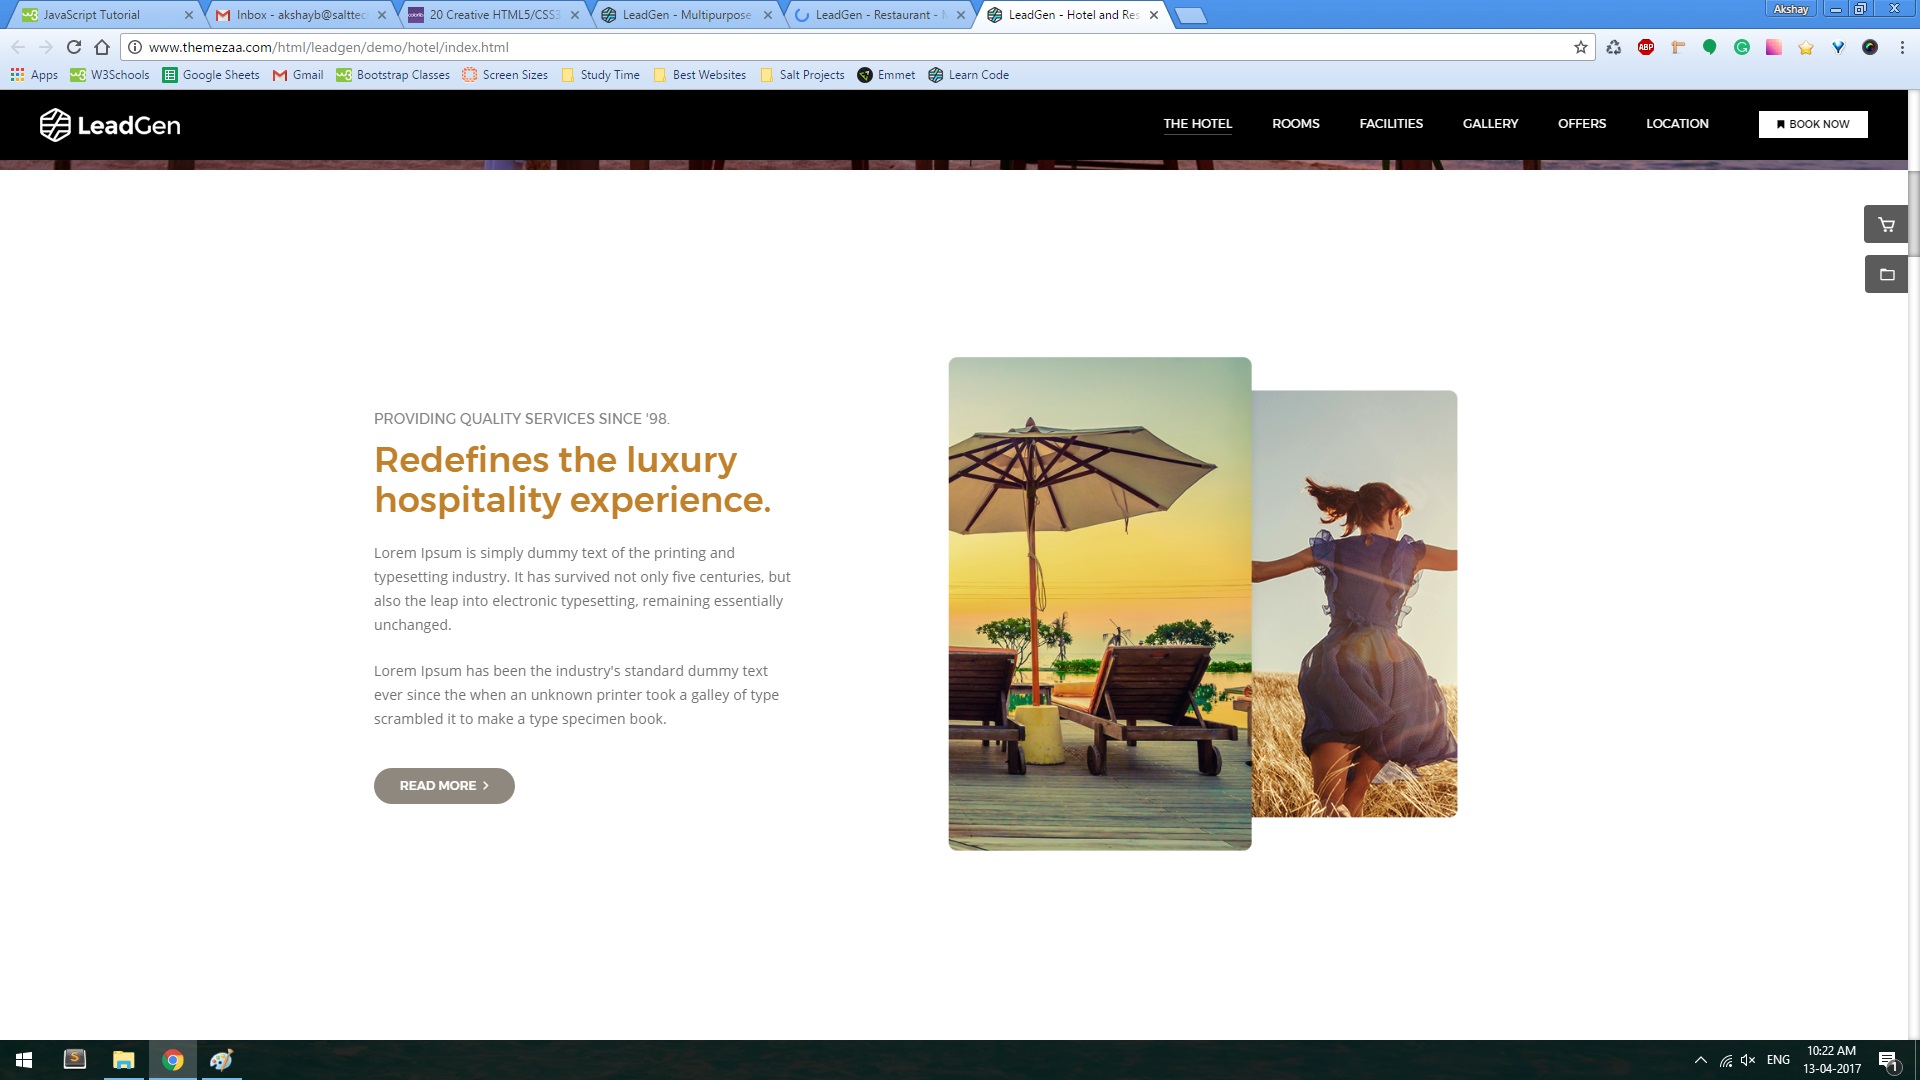 JavaScript Tutorial
Inbox - akshayb@salttec
20 Creative HTML5/CSS3
LeadGen - Multipurpose
LeadGen - Restaurant - M
LeadGen - Hotel and Res
Akshay
www.themezaa.com/html/leadgen/demo/hotel/index.html
ABP
Apps
W3Schools
Google Sheets
Gmail
Bootstrap Classes
Screen Sizes
Study Time
Best Websites
Salt Projects
Emmet
Learn Code
LeadGen
THE HOTEL
ROOMS
FACILITIES
GALLERY
OFFERS
LOCATION
BOOK NOW
PROVIDING QUALITY SERVICES SINCE '98.
Redefines the luxury
hospitality experience.
Lorem Ipsum is simply dummy text of the printing and
typesetting industry. It has survived not only five centuries, but
also the leap into electronic typesetting, remaining essentially
unchanged.
Lorem Ipsum has been the industry's standard dummy text
ever since the when an unknown printer took a galley of type
scrambled it to make a type specimen book.
READ MORE
ENG
10:22 AM
13-04-2017
1